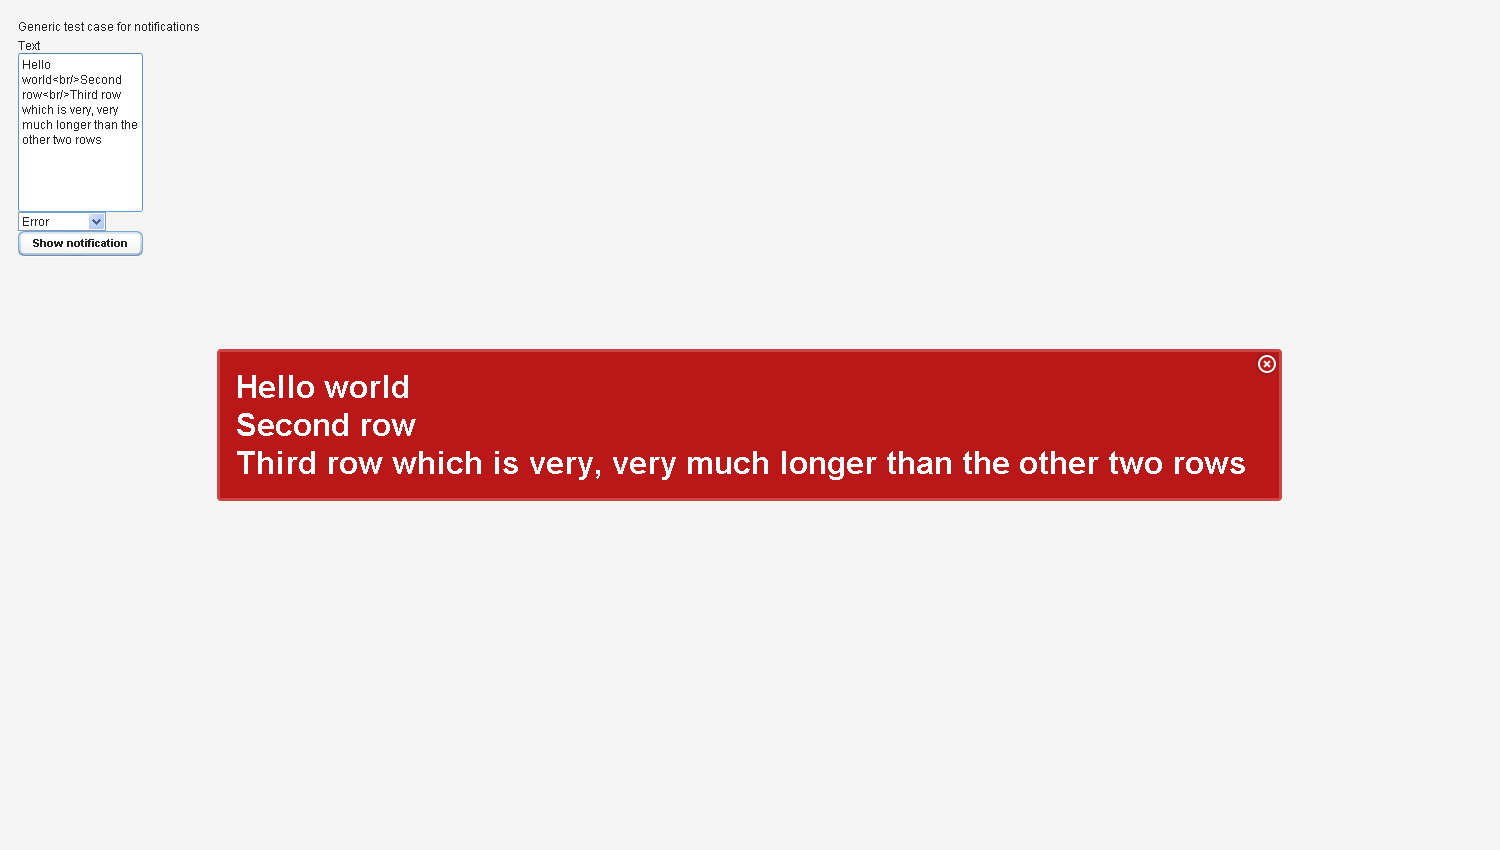 Generic test case for notifications
Text
Hello
world<br/>Second
row<br/>Third row
which is very, very
much longer than the
other two rows
Error
Show notification
Hello world
Second row
Third row which is very, very much longer than the other two rows